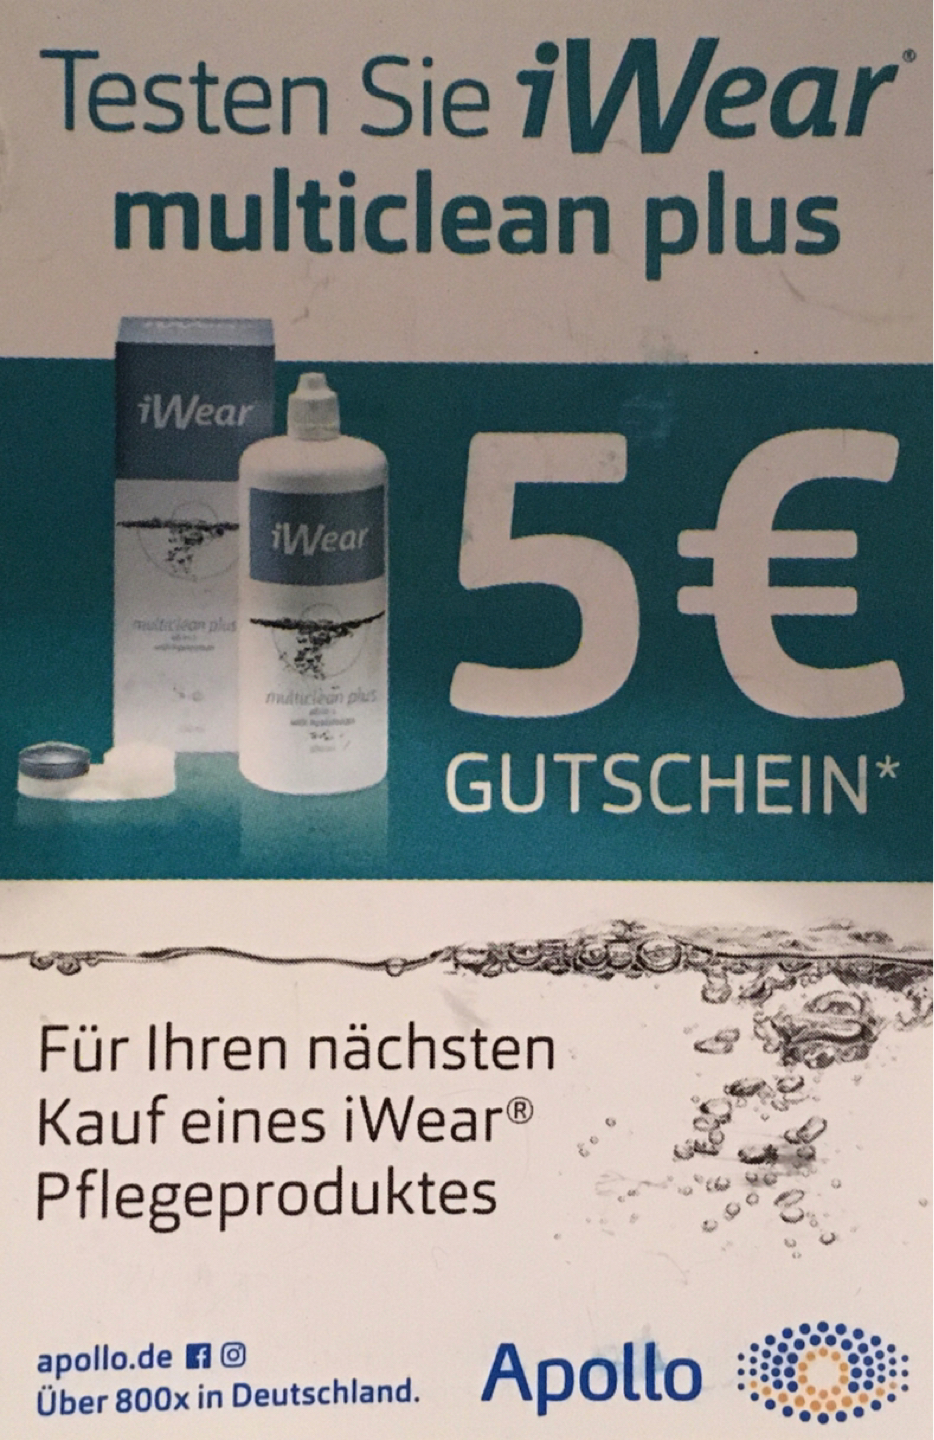 Testen Sie iWear®
multiclean plus
iWear
iWear
multiclean plus
multiclean plus
5€
GUTSCHEIN*
Für Ihren nächsten
Kauf eines iWear®
Pflegeproduktes
apollo.de
Über 800x in Deutschland.
Apollo